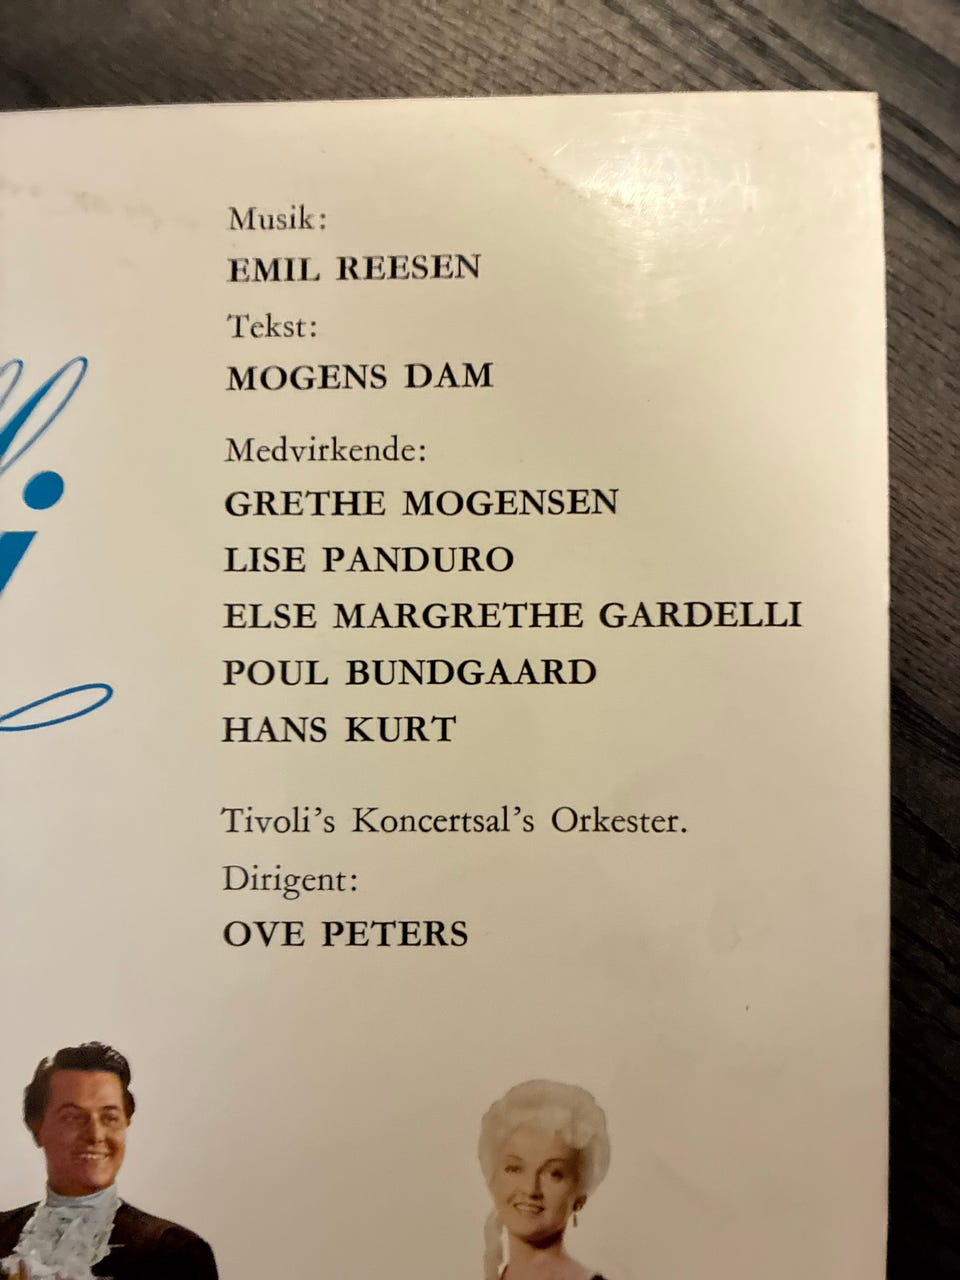 Musik:
EMIL REESEN
Tekst:
MOGENS DAM
Medvirkende:
GRETHE MOGENSEN
LISE PANDURO
ELSE MARGRETHE GARDELLI
POUL BUNDGAARD
HANS KURT
Tivoli's Koncertsal's Orkester.
Dirigent:
OVE PETERS